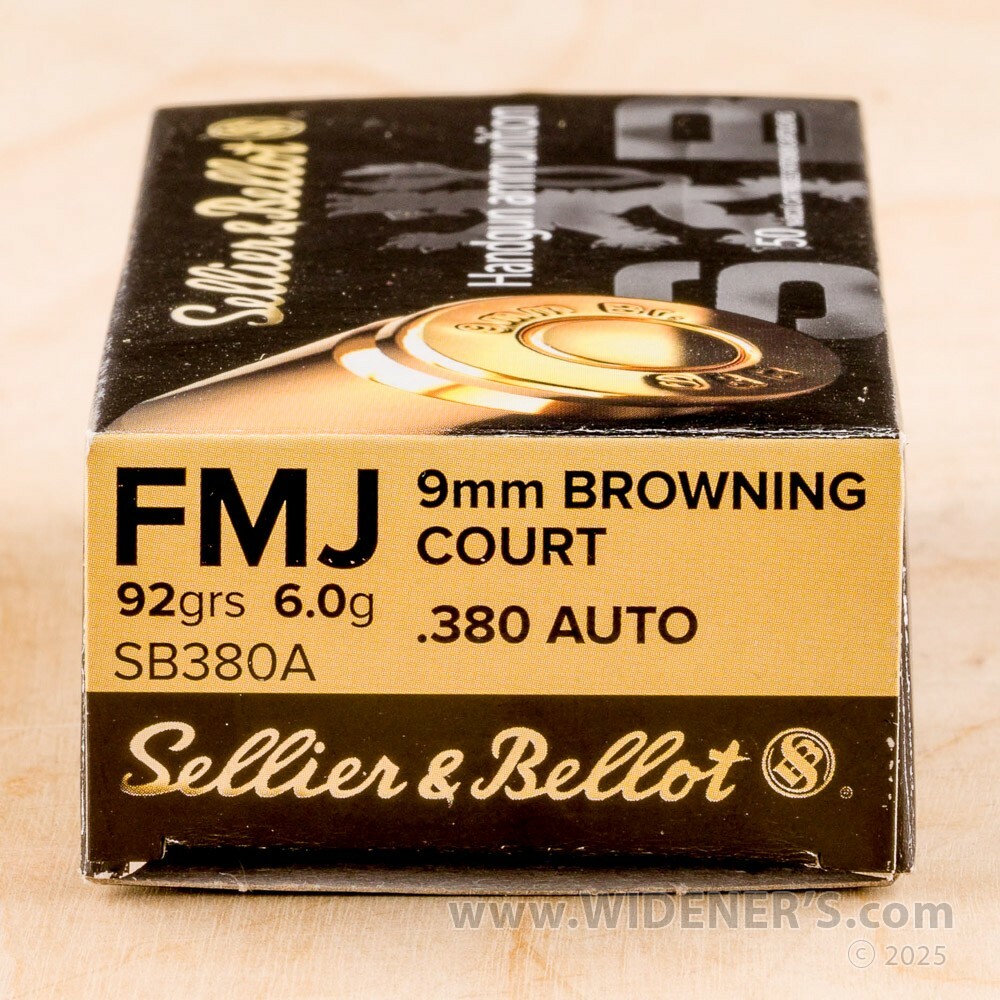 Sellier & Bellot
Handgun ammunition
S&B
50
FMJ
92grs 6.0g
SB380A
9mm BROWNING
COURT
.380 AUTO
Sellier & Bellot SB ®
www.WIDENER'S.com
© 2025